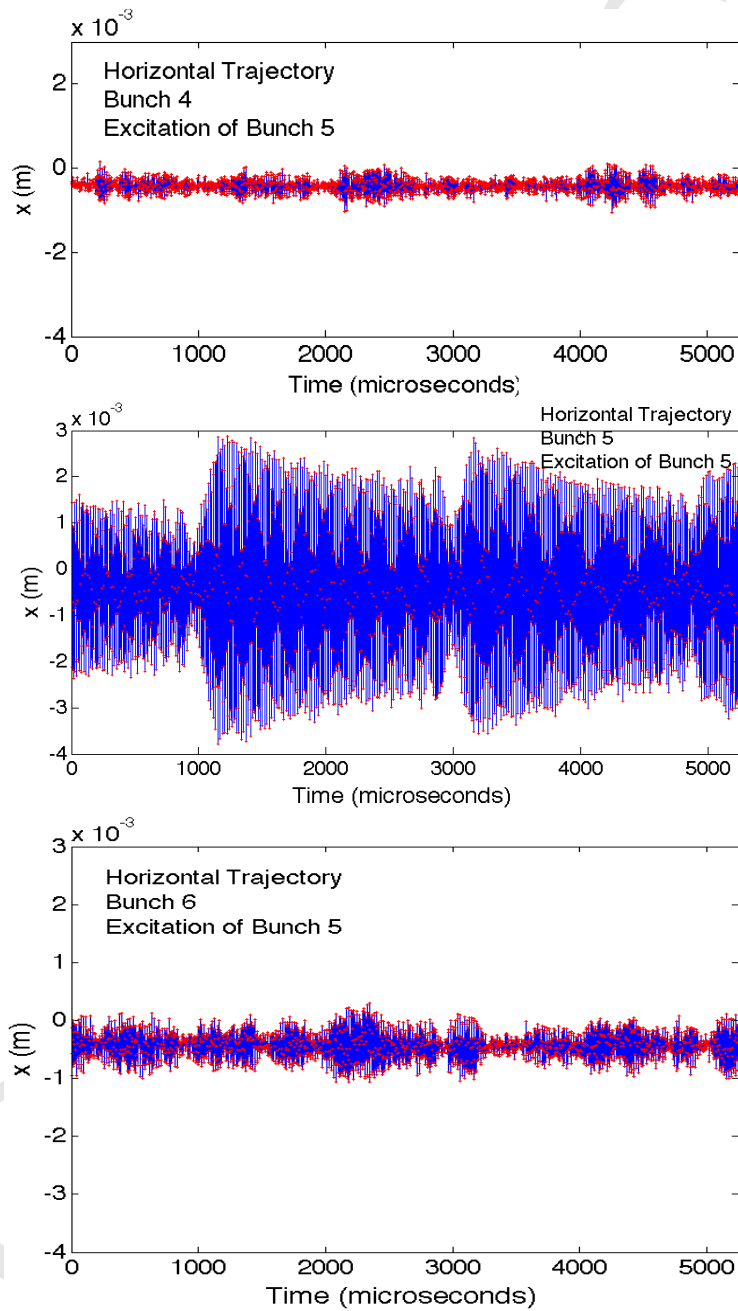 x 10-3
Horizontal Trajectory
Bunch 4
Excitation of Bunch 5
2
0
-2
-4
x (m)
0 1000 2000 3000 4000 5000
Time (microseconds)
x 10-3
Horizontal Trajectory
Bunch 5
Excitation of Bunch 5
3
2
1
0
-1
-2
-3
-4
x (m)
0 1000 2000 3000 4000 5000
Time (microseconds)
x 10-3
Horizontal Trajectory
Bunch 6
Excitation of Bunch 5
3
2
1
0
-1
-2
-3
-4
x (m)
0 1000 2000 3000 4000 5000
Time (microseconds)